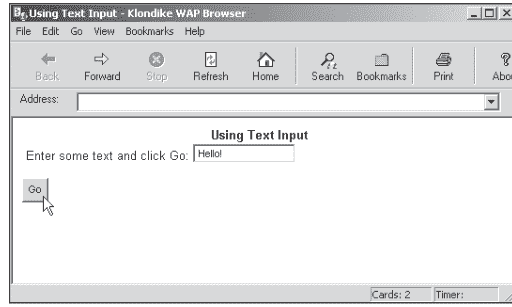 Using Text Input - Klondike WAP Browser
File Edit Go View Bookmarks Help
Back Forward Stop Refresh Home Search Bookmarks Print Abou
Address:
Using Text Input
Enter some text and click Go: Hello!
Go
Cards: 2 Timer: